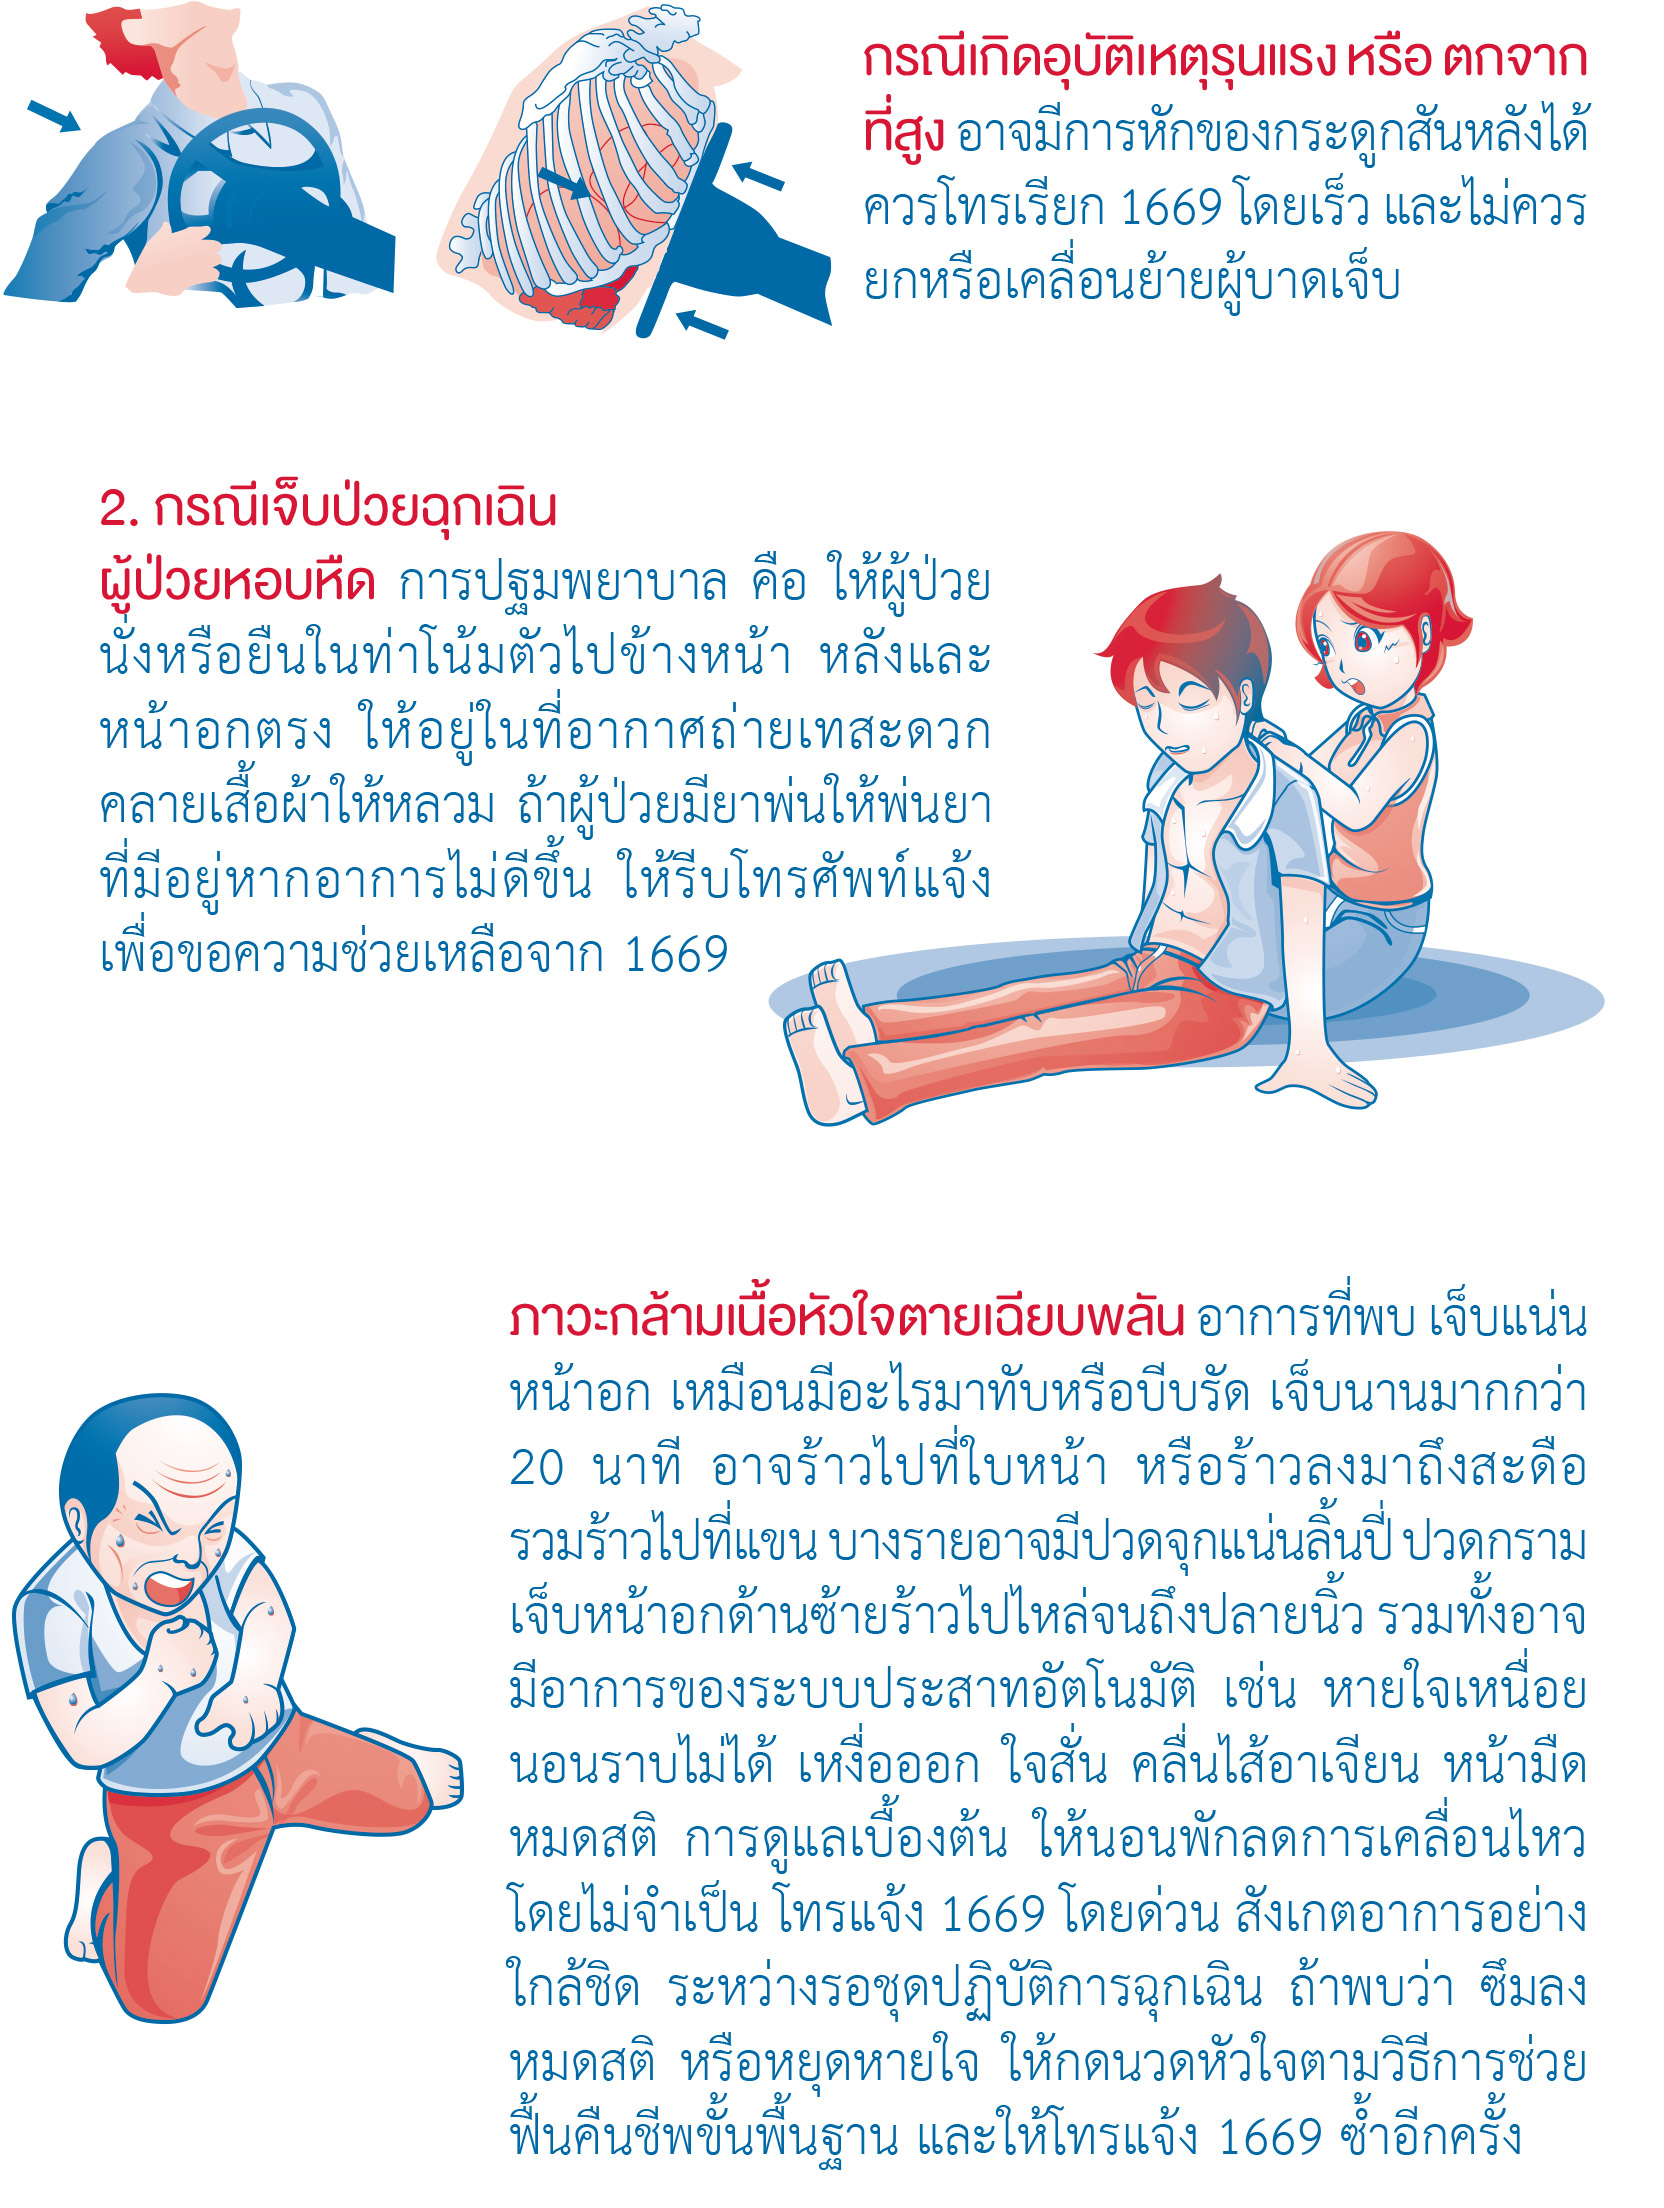 กรณีเกิดอุบัติเหตุรุนแรง หรือ ตกจาก
ที่สูง อาจมีการหักของกระดูกสันหลังได้
ควรโทรเรียก 1669 โดยเร็ว และไม่ควร
ยกหรือเคลื่อนย้ายผู้บาดเจ็บ
2. กรณีเจ็บป่วยฉุกเฉิน
ผู้ป่วยหอบหืด การปฐมพยาบาล คือ ให้ผู้ป่วย
นั่งหรือยืนในท่าโน้มตัวไปข้างหน้า หลังและ
หน้าอกตรง ให้อยู่ในที่อากาศถ่ายเทสะดวก
คลายเสื้อผ้าให้หลวม ถ้าผู้ป่วยมียาพ่นให้พ่นยา
ที่มีอยู่หากอาการไม่ดีขึ้น ให้รีบโทรศัพท์แจ้ง
เพื่อขอความช่วยเหลือจาก 1669
ภาวะกล้ามเนื้อหัวใจตายเฉียบพลัน อาการที่พบ เจ็บแน่น
หน้าอก เหมือนมีอะไรมาทับหรือบีบรัด เจ็บนานมากกว่า
20 นาที อาจร้าวไปที่ใบหน้า หรือร้าวลงมาถึงสะดือ
รวมร้าวไปที่แขน บางรายอาจมีปวดจุกแน่นลิ้นปี่ ปวดกราม
เจ็บหน้าอกด้านซ้ายร้าวไปไหล่จนถึงปลายนิ้ว รวมทั้งอาจ
มีอาการของระบบประสาทอัตโนมัติ เช่น หายใจเหนื่อย
นอนราบไม่ได้ เหงื่อออก ใจสั่น คลื่นไส้อาเจียน หน้ามืด
หมดสติ การดูแลเบื้องต้น ให้นอนพักลดการเคลื่อนไหว
โดยไม่จำเป็น โทรแจ้ง 1669 โดยด่วน สังเกตอาการอย่าง
ใกล้ชิด ระหว่างรอชุดปฏิบัติการฉุกเฉิน ถ้าพบว่า ซึมลง
หมดสติ หรือหยุดหายใจ ให้กดนวดหัวใจตามวิธีการช่วย
ฟื้นคืนชีพขั้นพื้นฐาน และให้โทรแจ้ง 1669 ซ้ำอีกครั้ง